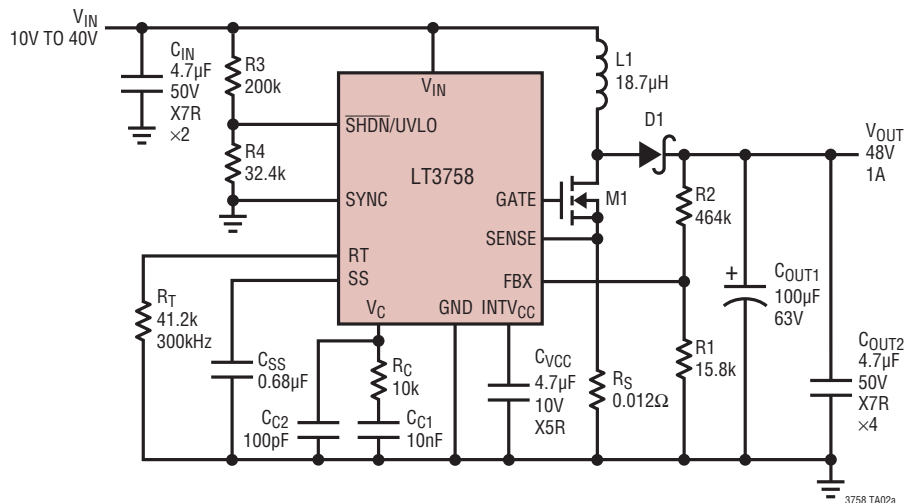 VIN
10V TO 40V
CIN
4.7µF
50V
X7R
×2
R3
200k
R4
32.4k
VIN
SHDN/UVLO
LT3758
SYNC
GATE
SENSE
RT
SS
FBX
VC
GND
INTVCC
L1
18.7µH
D1
M1
VOUT
48V
1A
R2
464k
+
COUT1
100µF
63V
COUT2
4.7µF
50V
X7R
×4
R1
15.8k
RS
0.012Ω
CVCC
4.7µF
10V
X5R
RT
41.2k
300kHz
CSS
0.68µF
RC
10k
CC2
100pF
CC1
10nF
3758 TA02a